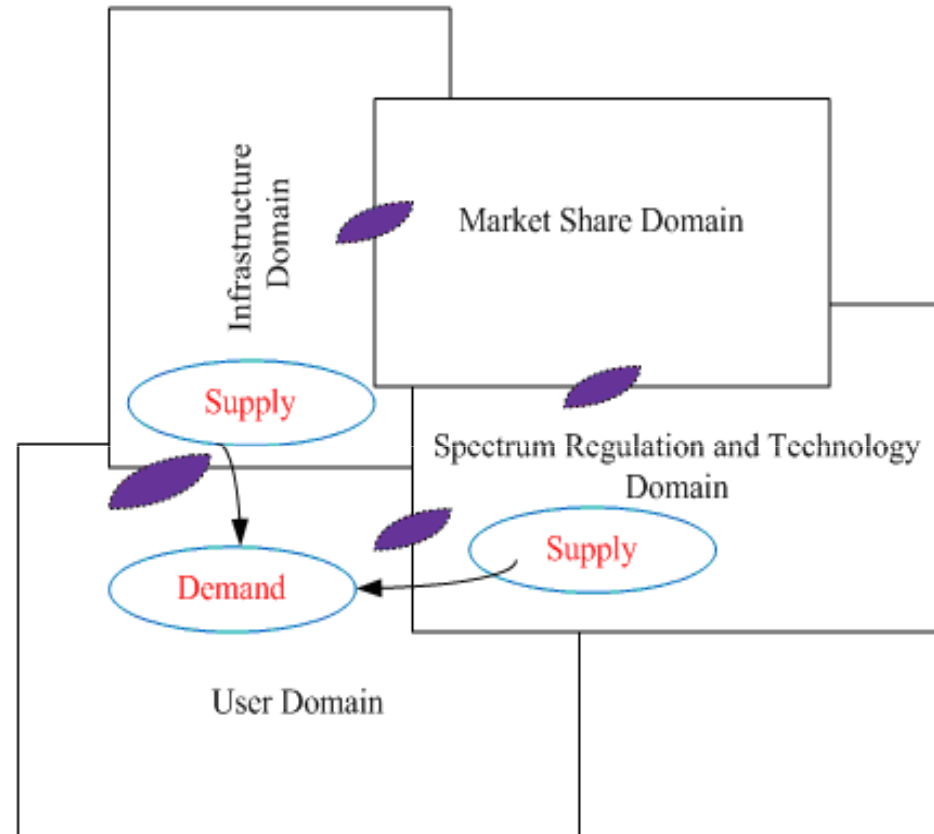 Infrastructure
Domain
Market Share Domain
Supply
Spectrum Regulation and Technology
Domain
Supply
Demand
User Domain